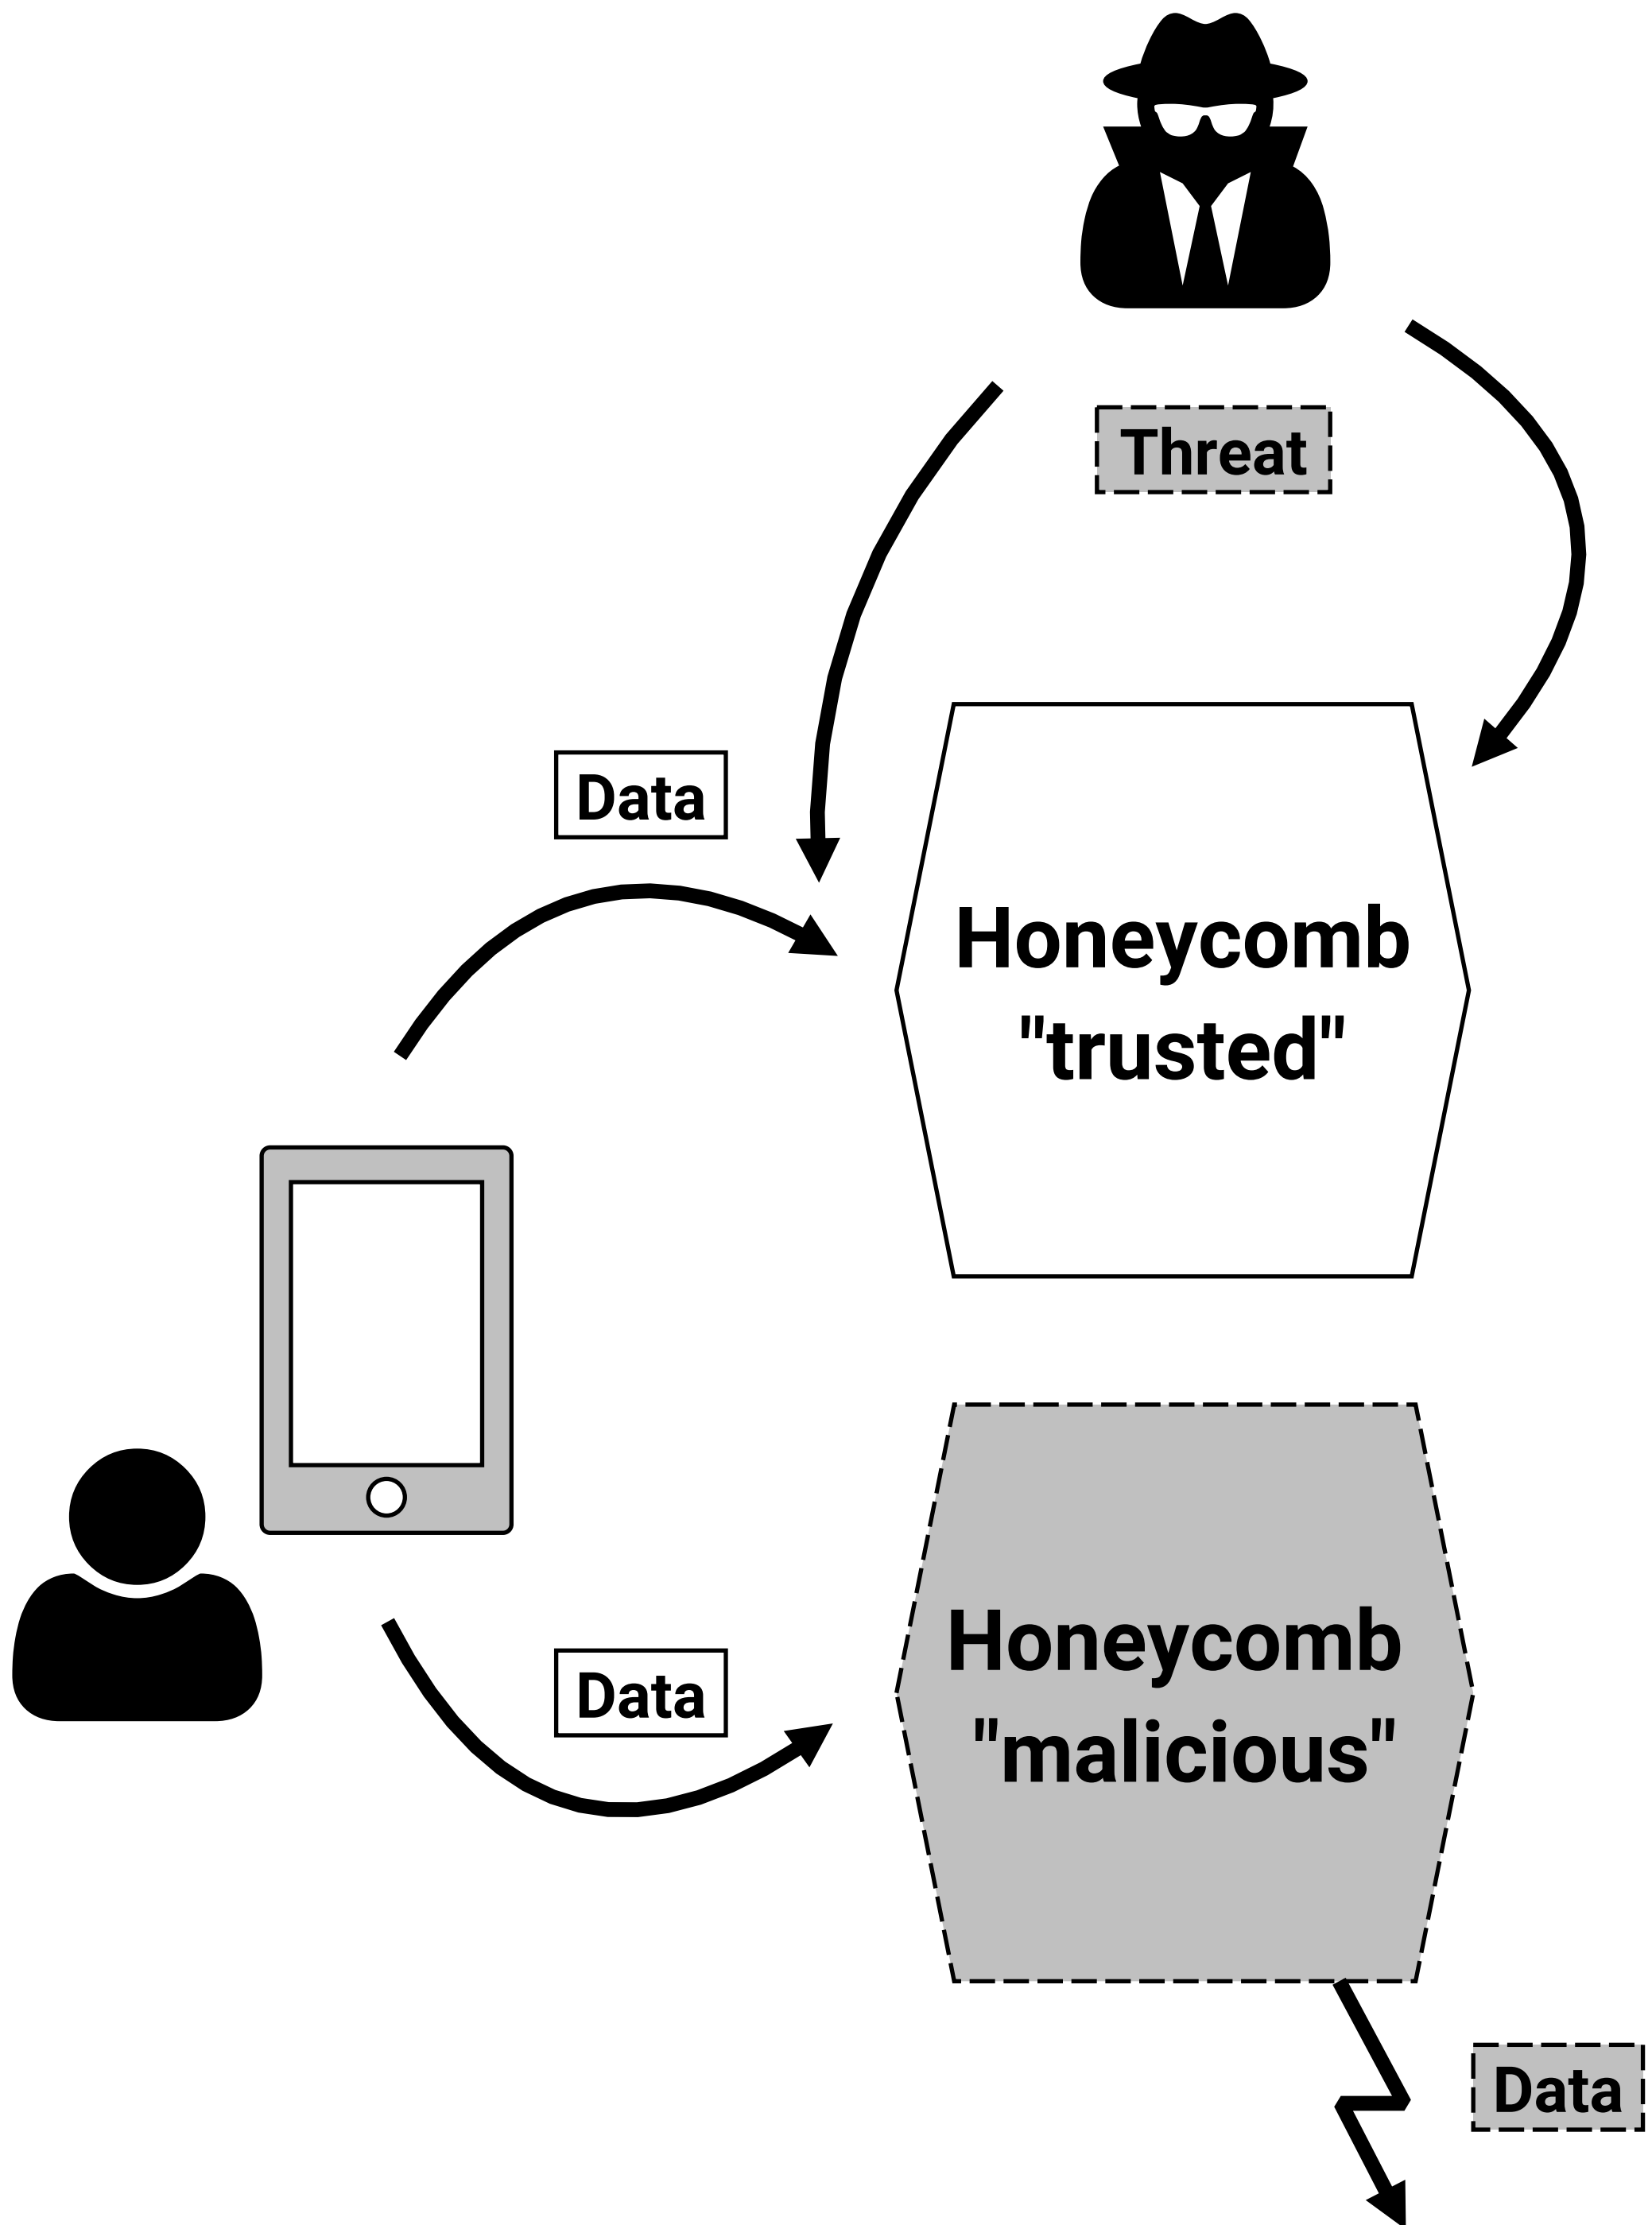 Threat
Data
Honeycomb
"trusted"
Honeycomb
"malicious"
Data
Data